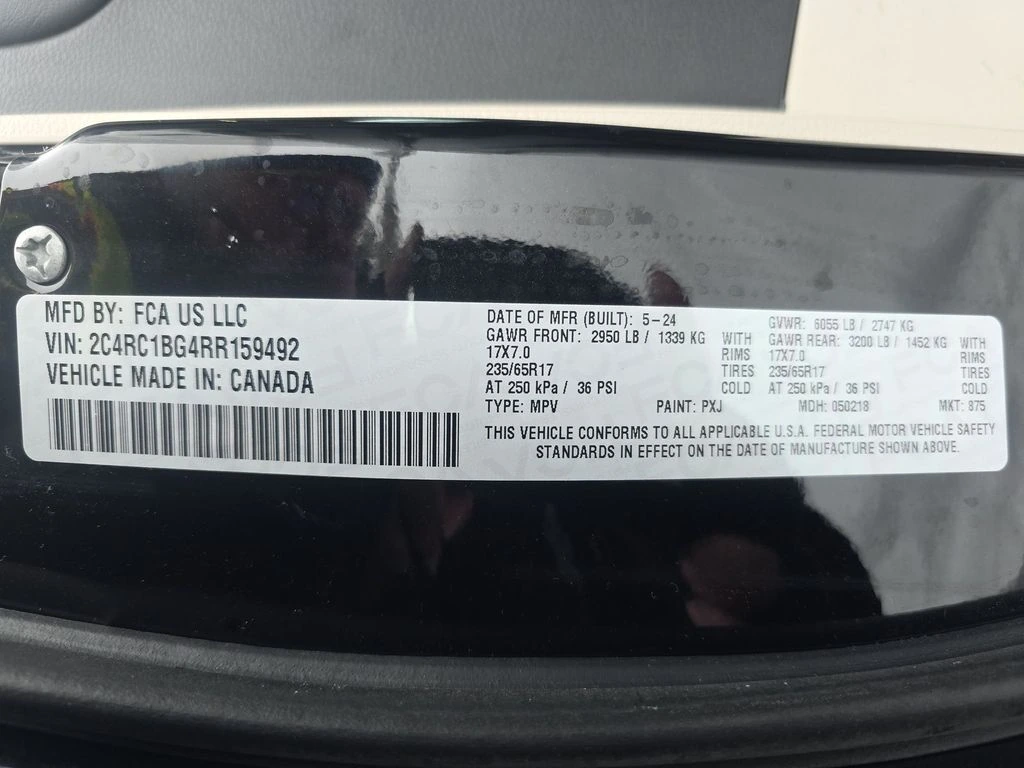 MFD BY: FCA US LLC
VIN: 2C4RC1BG4RR159492
VEHICLE MADE IN: CANADA
DATE OF MFR (BUILT): 5-24 GVWR: 6055 LB / 2747 KG
GAWR FRONT: 2950 LB / 1339 KG WITH GAWR REAR: 3200 LB / 1452 KG WITH
17X7.0 RIMS 17X7.0 RIMS
235/65R17 TIRES 235/65R17 TIRES
AT 250 kPa / 36 PSI COLD AT 250 kPa / 36 PSI COLD
TYPE: MPV PAINT: PXJ MDH: 050218 MKT: 875
THIS VEHICLE CONFORMS TO ALL APPLICABLE U.S.A. FEDERAL MOTOR VEHICLE SAFETY
STANDARDS IN EFFECT ON THE DATE OF MANUFACTURE SHOWN ABOVE.